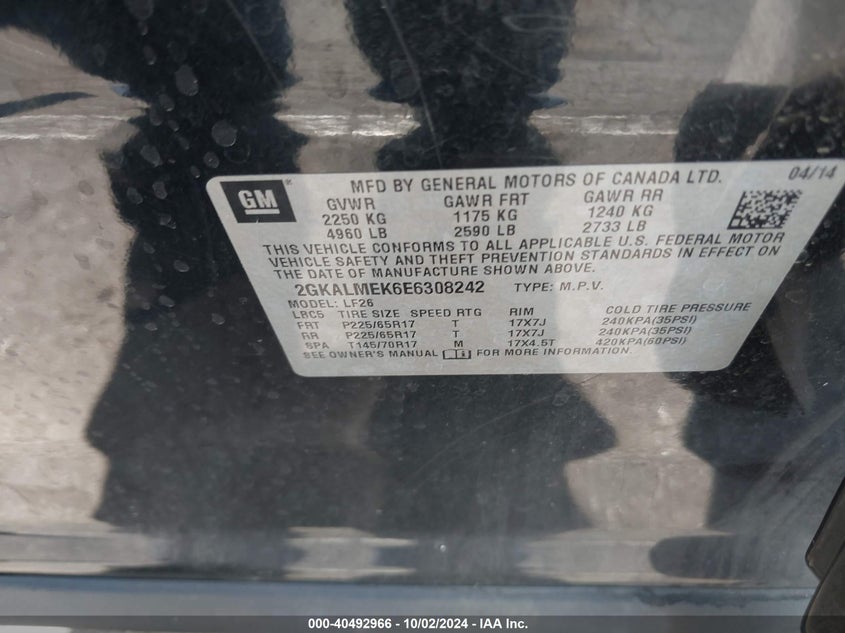 GM ® MFD BY GENERAL MOTORS OF CANADA LTD. 04/14
GVWR GAWR FRT GAWR RR
2250 KG 1175 KG 1240 KG
4960 LB 2590 LB 2733 LB
THIS VEHICLE CONFORMS TO ALL APPLICABLE U.S. FEDERAL MOTOR
VEHICLE SAFETY AND THEFT PREVENTION STANDARDS IN EFFECT ON
THE DATE OF MANUFACTURE SHOWN ABOVE.
2GKALMEK6E6308242 TYPE: M.P.V.
MODEL: LF26
LBC5 TIRE SIZE SPEED RTG RIM COLD TIRE PRESSURE
FRT P225/65R17 T 17X7J 240KPA(35PSI)
RR P225/65R17 T 17X7J 240KPA(35PSI)
SPA T145/70R17 M 17X4.5T 420KPA(60PSI)
SEE OWNER'S MANUAL FOR MORE INFORMATION.
000-40492966 - 10/02/2024 - IAA Inc.